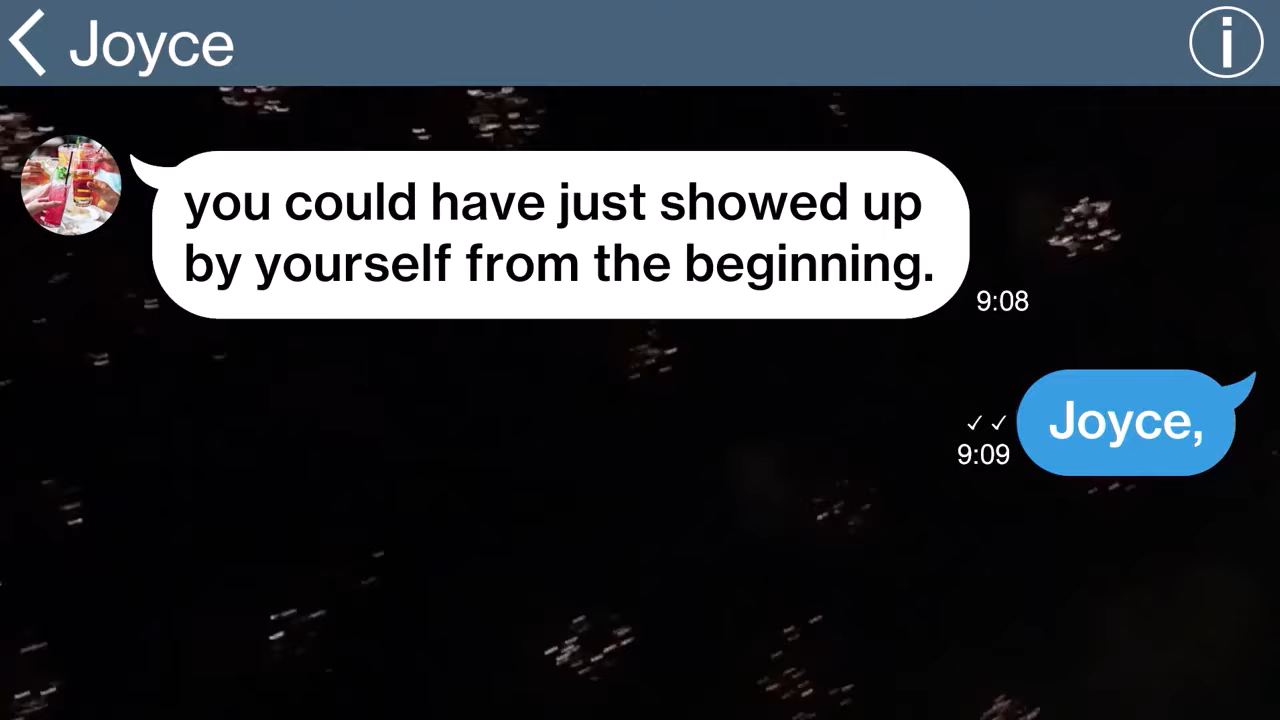 Joyce
i
you could have just showed up
by yourself from the beginning.
9:08
Joyce,
✓ ✓
9:09